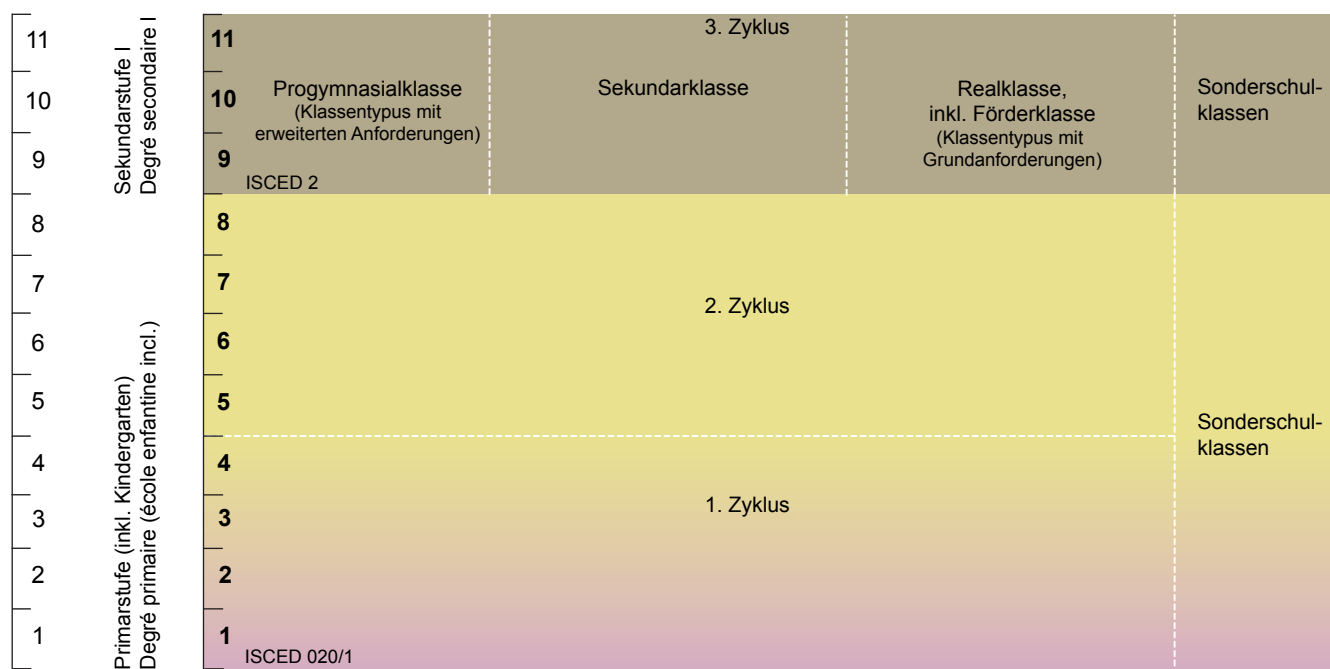 11
10
9
8
7
6
5
4
3
2
1
Sekundarstufe I
Degré secondaire I
Primarstufe (inkl. Kindergarten)
Degré primaire (école enfantine incl.)
11
10
9
8
7
6
5
4
3
2
1
3. Zyklus
Progymnasialklasse
(Klassentypus mit
erweiterten Anforderungen)
Sekundarklasse
Realklasse,
inkl. Förderklasse
(Klassentypus mit
Grundanforderungen)
Sonderschul-
klassen
ISCED 2
2. Zyklus
Sonderschul-
klassen
1. Zyklus
ISCED 020/1